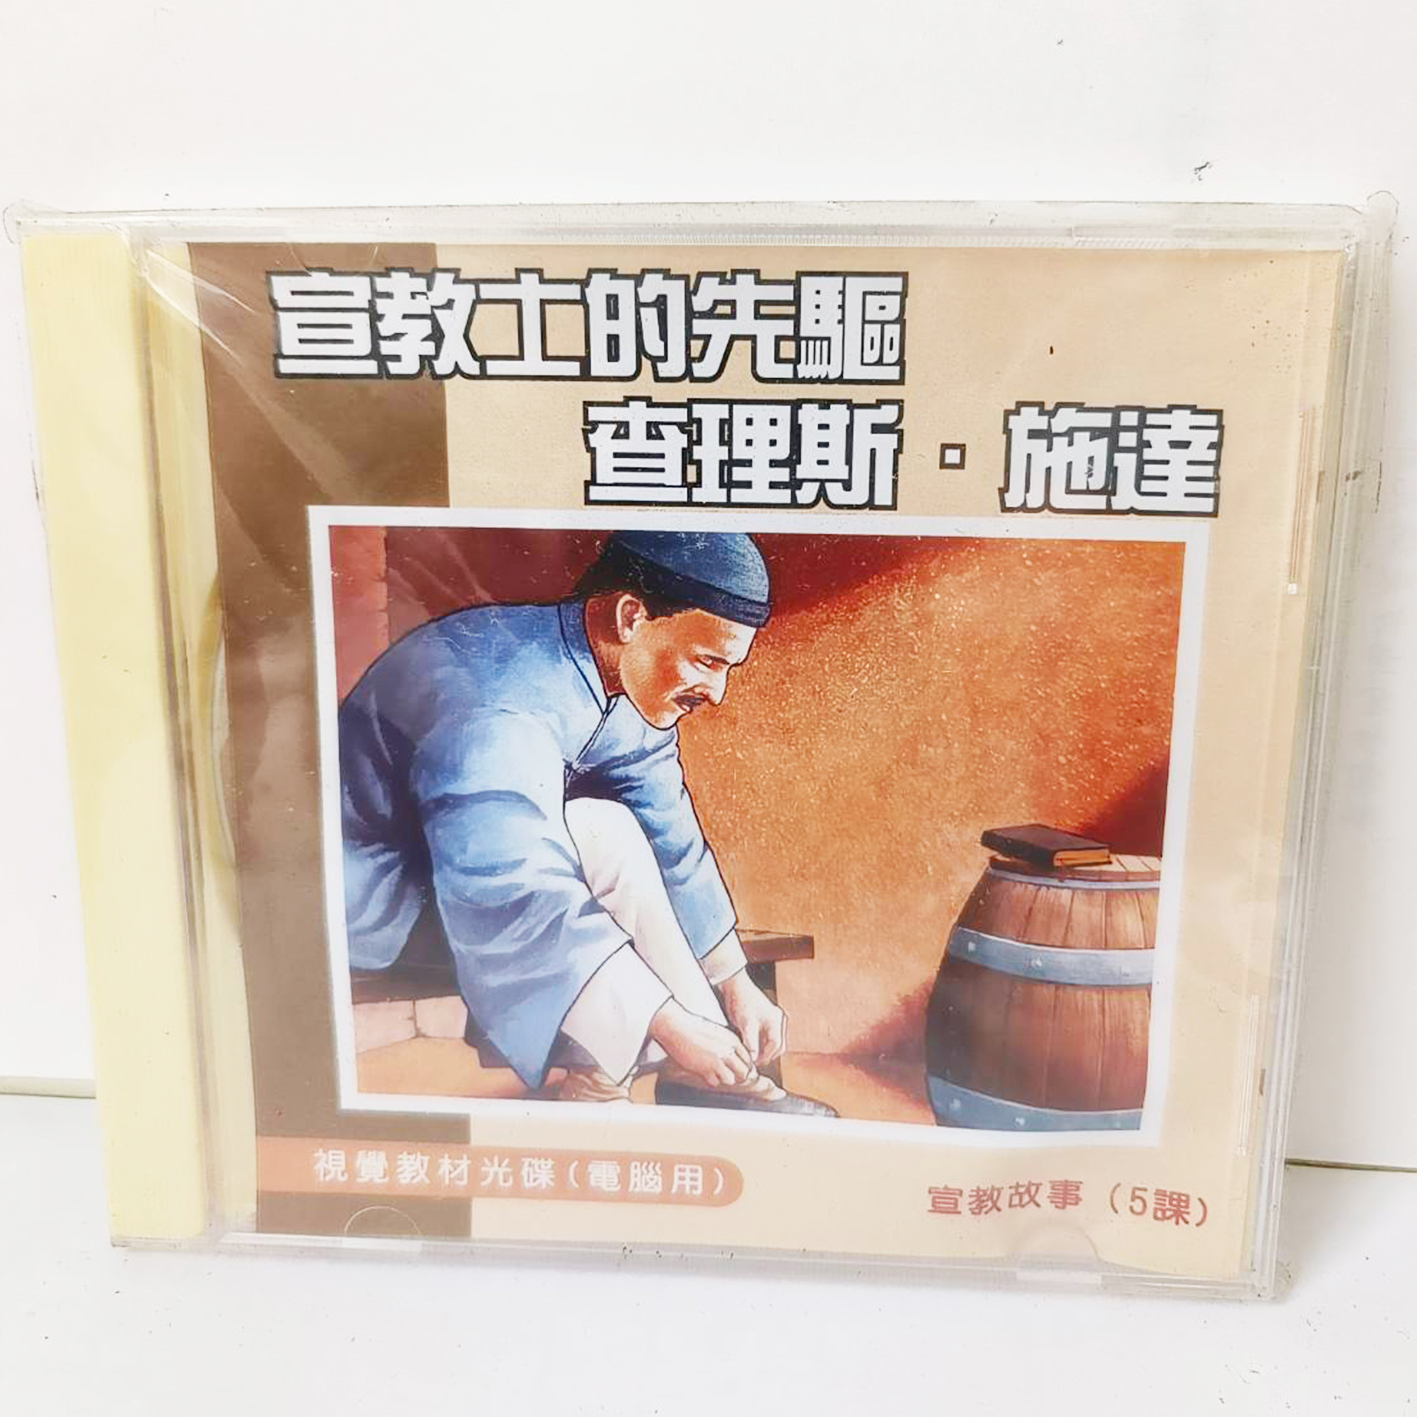 宣教士的先驅
查理斯·施達
視覺教材光碟(電腦用)
宣教故事(5課)